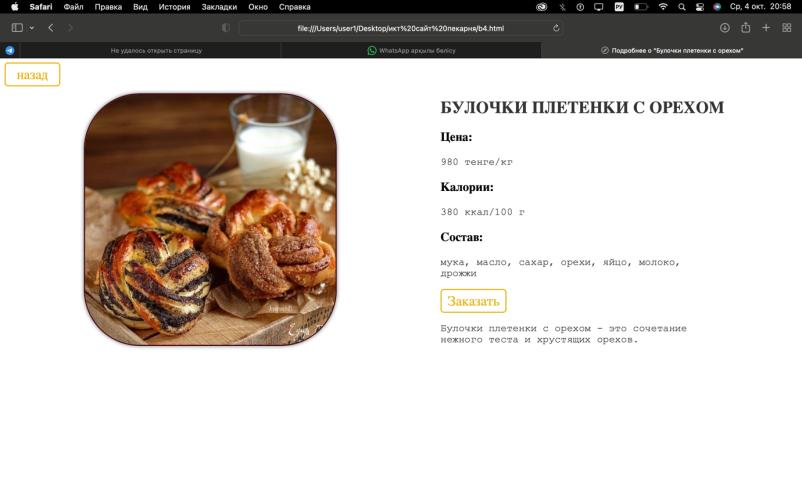 Safari Файл Правка Вид История Закладки Окно Справка
РУ
Ср, 4 окт. 20:58
file:///Users/user1/Desktop/икт%20сайт%20пекарня/b4.html
Не удалось открыть страницу
WhatsApp арқылы бөлісу
Подробнее о "Булочки плетенки с орехом"
назад
БУЛОЧКИ ПЛЕТЕНКИ С ОРЕХОМ
Цена:
980 тенге/кг
Калории:
380 ккал/100 г
Состав:
мука, масло, сахар, орехи, яйцо, молоко,
дрожжи
Заказать
Булочки плетенки с орехом - это сочетание
нежного теста и хрустящих орехов.